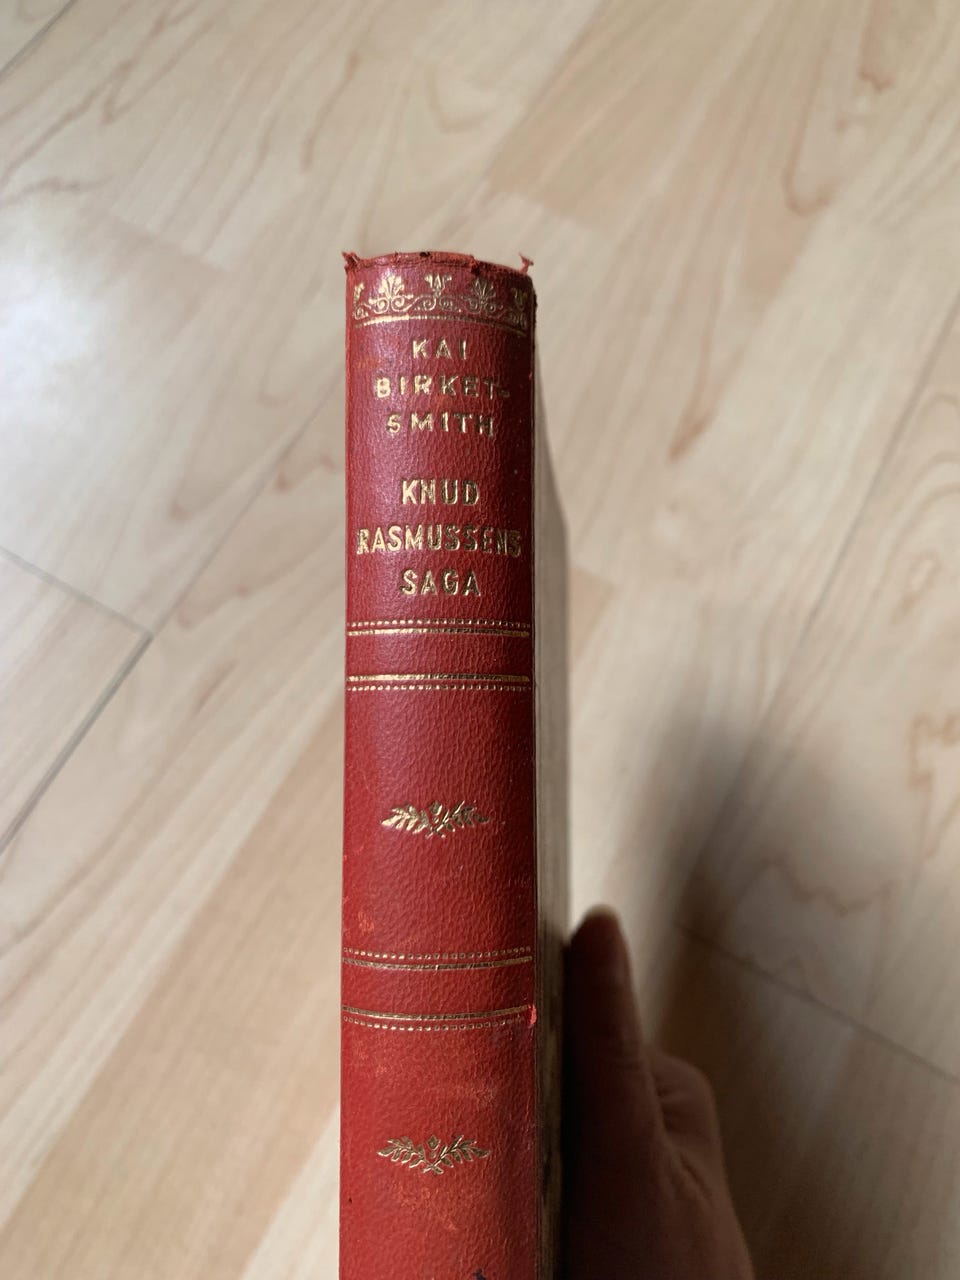 KAI
BIRKET-
SMITH
KNUD
RASMUSSENS
SAGA